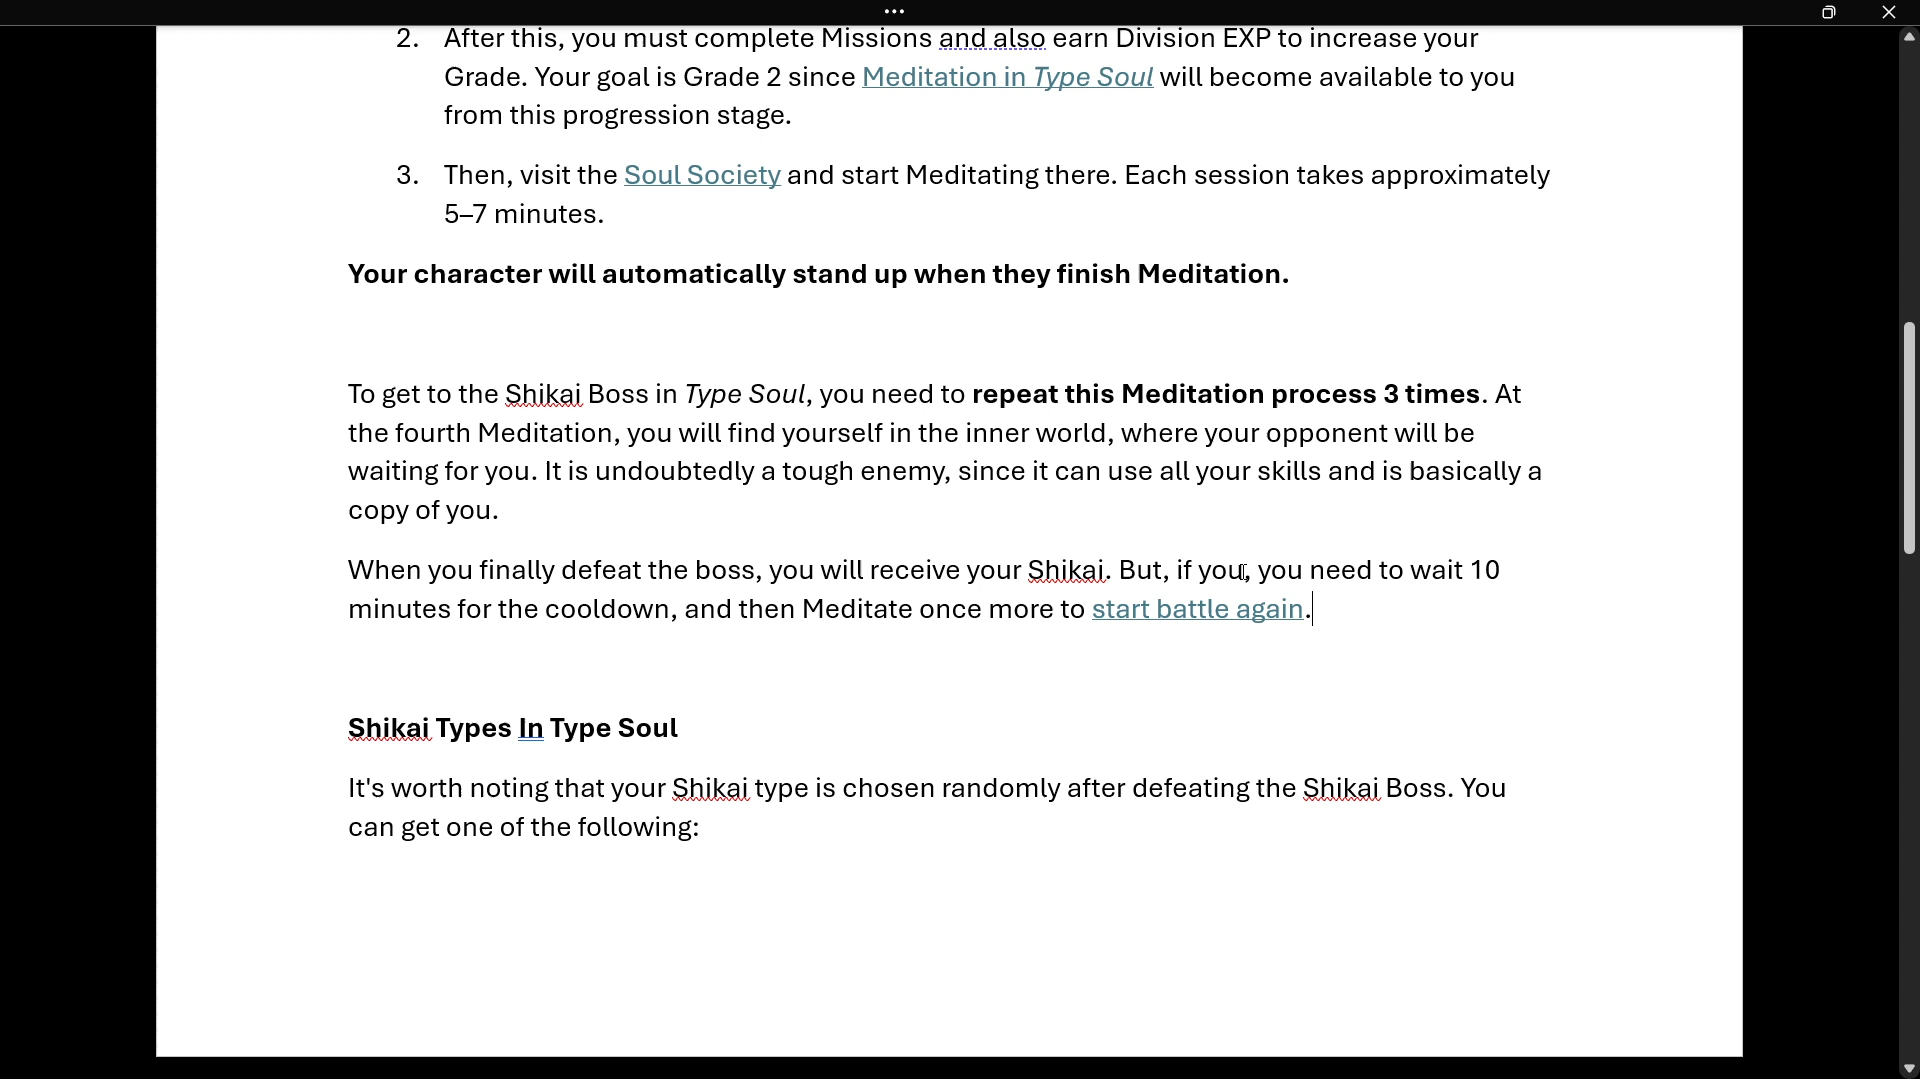 2. After this, you must complete Missions and also earn Division EXP to increase your
Grade. Your goal is Grade 2 since Meditation in Type Soul will become available to you
from this progression stage.
3. Then, visit the Soul Society and start Meditating there. Each session takes approximately
5–7 minutes.
Your character will automatically stand up when they finish Meditation.
To get to the Shikai Boss in Type Soul, you need to repeat this Meditation process 3 times. At
the fourth Meditation, you will find yourself in the inner world, where your opponent will be
waiting for you. It is undoubtedly a tough enemy, since it can use all your skills and is basically a
copy of you.
When you finally defeat the boss, you will receive your Shikai. But, if you, you need to wait 10
minutes for the cooldown, and then Meditate once more to start battle again.
Shikai Types In Type Soul
It's worth noting that your Shikai type is chosen randomly after defeating the Shikai Boss. You
can get one of the following: